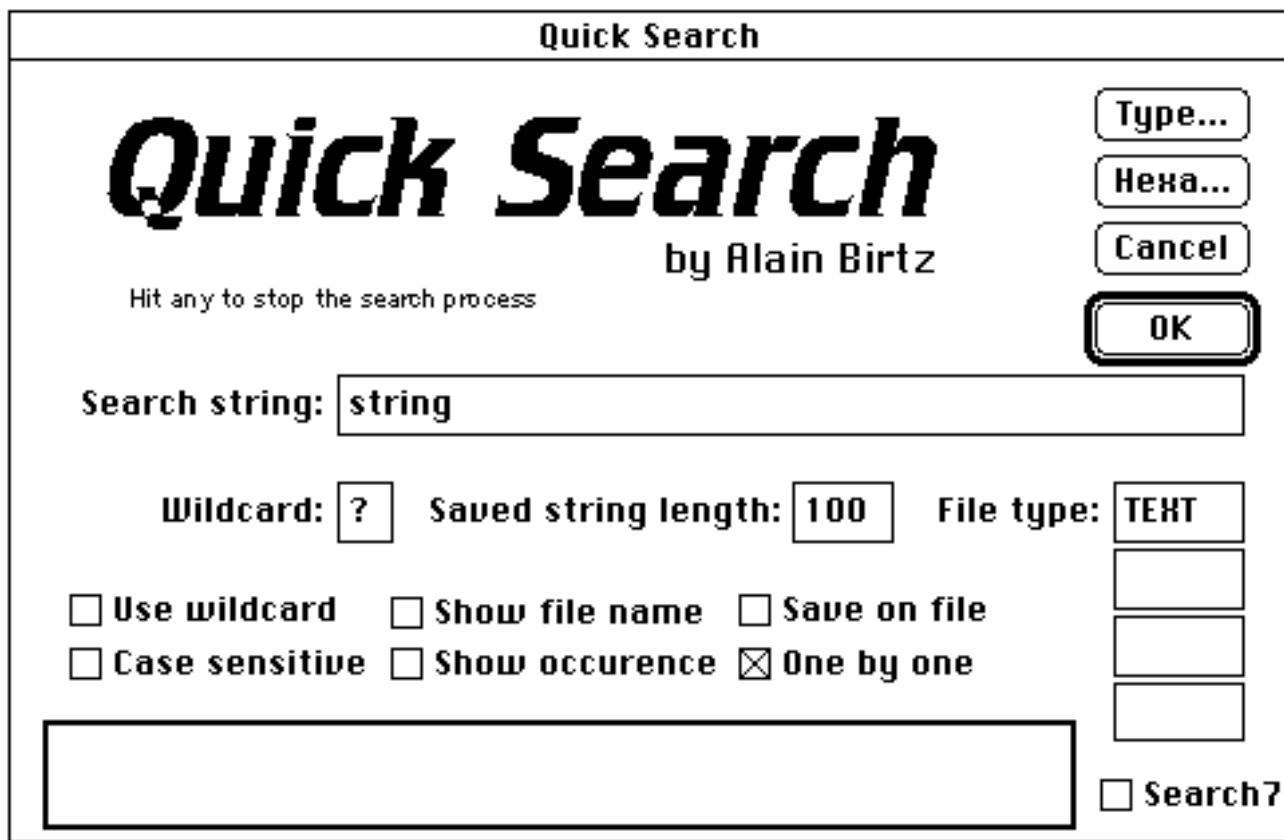 Quick Search
Quick Search
by Alain Birtz
Hit any to stop the search process
Type...
Hexa...
Cancel
OK
Search string: string
Wildcard: ? Saved string length: 100 File type: TEXT
Use wildcard Show file name Save on file
Case sensitive Show occurence One by one
Search7